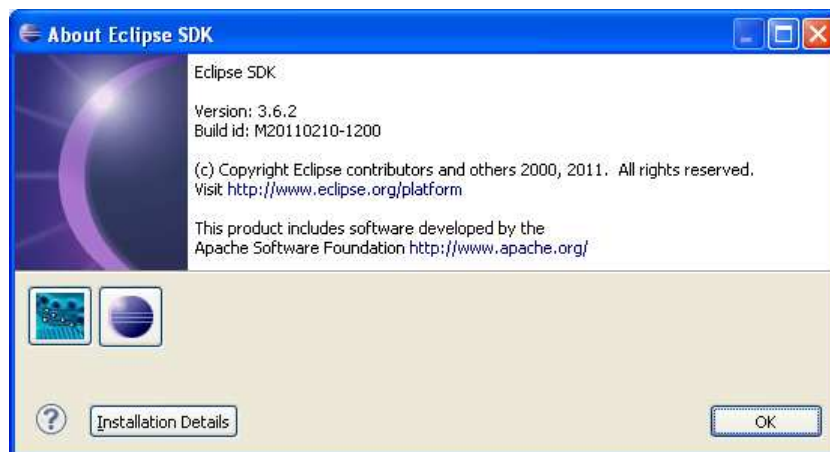 About Eclipse SDK
Eclipse SDK
Version: 3.6.2
Build id: M20110210-1200
(c) Copyright Eclipse contributors and others 2000, 2011.  All rights reserved.
Visit http://www.eclipse.org/platform
This product includes software developed by the
Apache Software Foundation http://www.apache.org/
Installation Details
OK